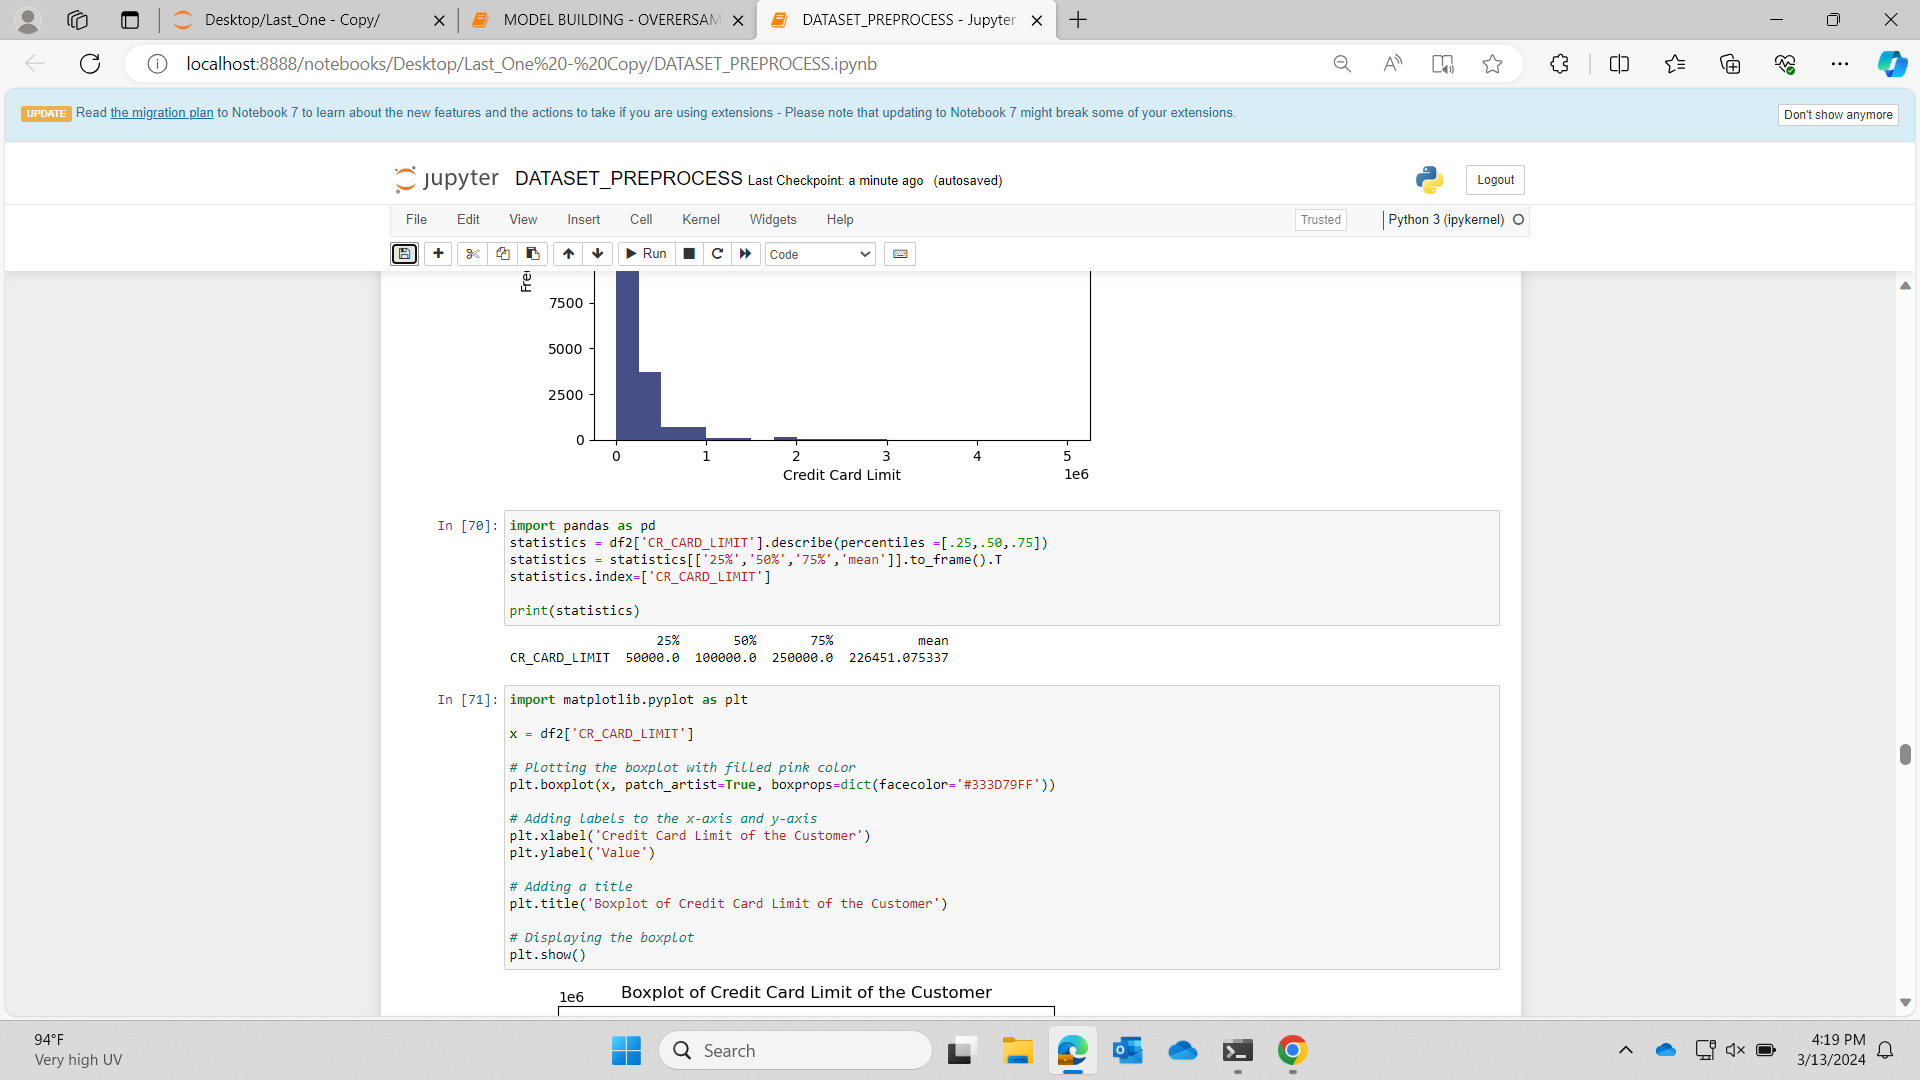 Desktop/Last_One - Copy/
MODEL BUILDING - OVERERSAM
DATASET_PREPROCESS - Jupyter
localhost:8888/notebooks/Desktop/Last_One%20-%20Copy/DATASET_PREPROCESS.ipynb
UPDATE Read the migration plan to Notebook 7 to learn about the new features and the actions to take if you are using extensions - Please note that updating to Notebook 7 might break some of your extensions.
Don't show anymore
jupyter DATASET_PREPROCESS Last Checkpoint: a minute ago (autosaved)
Logout
File Edit View Insert Cell Kernel Widgets Help
Trusted
Python 3 (ipykernel)
Run
Code
Fre
7500
5000
2500
0
0 1 2 3 4 5
Credit Card Limit
1e6
In [70]:
import pandas as pd
statistics = df2['CR_CARD_LIMIT'].describe(percentiles =[.25,.50,.75])
statistics = statistics[['25%','50%','75%','mean']].to_frame().T
statistics.index=['CR_CARD_LIMIT']
print(statistics)
25% 50% 75% mean
CR_CARD_LIMIT 50000.0 100000.0 250000.0 226451.075337
In [71]:
import matplotlib.pyplot as plt
x = df2['CR_CARD_LIMIT']
# Plotting the boxplot with filled pink color
plt.boxplot(x, patch_artist=True, boxprops=dict(facecolor='#333D79FF'))
# Adding labels to the x-axis and y-axis
plt.xlabel('Credit Card Limit of the Customer')
plt.ylabel('Value')
# Adding a title
plt.title('Boxplot of Credit Card Limit of the Customer')
# Displaying the boxplot
plt.show()
1e6
Boxplot of Credit Card Limit of the Customer
94°F
Very high UV
Search
4:19 PM
3/13/2024